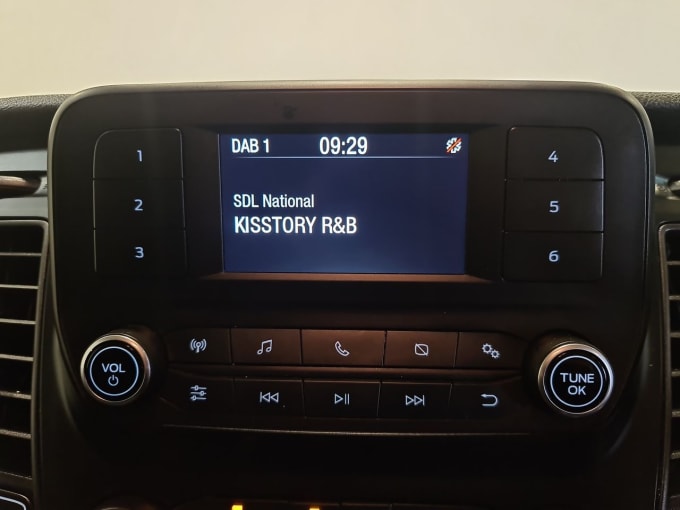 DAB 1 09:29
SDL National
KISSTORY R&B
1
2
3
4
5
6
VOL
TUNE
OK